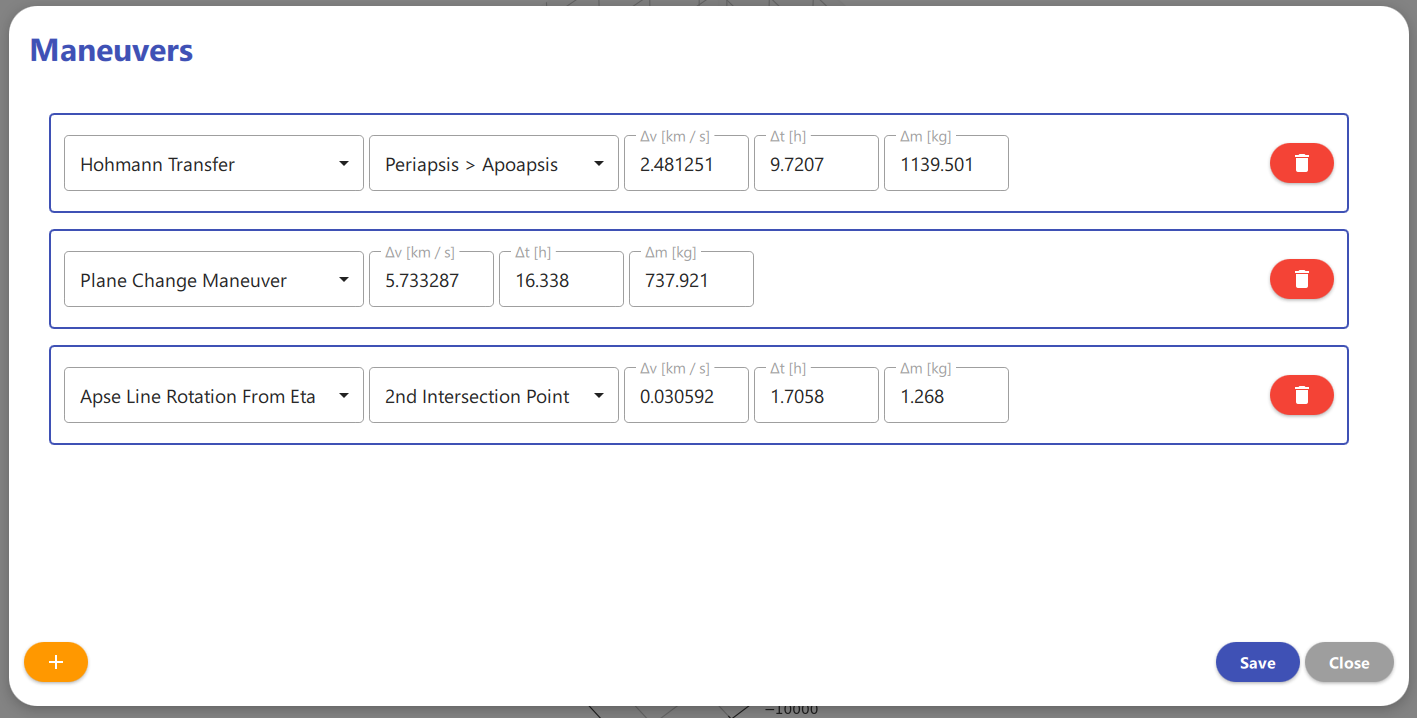 Maneuvers
Δv [km / s] Δt [h] Δm [kg]
Hohmann Transfer Periapsis > Apoapsis 2.481251 9.7207 1139.501
Δv [km / s] Δt [h] Δm [kg]
Plane Change Maneuver 5.733287 16.338 737.921
Δv [km / s] Δt [h] Δm [kg]
Apse Line Rotation From Eta 2nd Intersection Point 0.030592 1.7058 1.268
+ Save Close
−10000